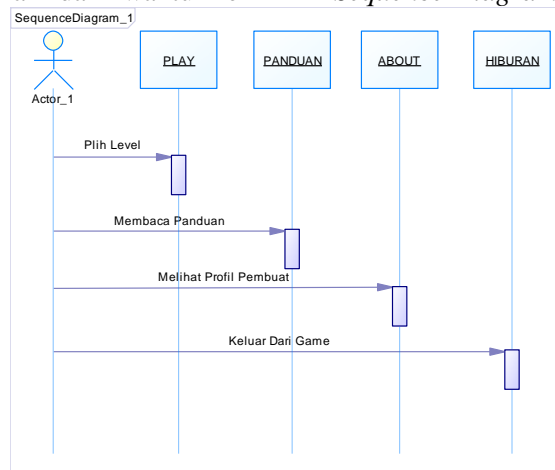 SequenceDiagram_1
PLAY
PANDUAN
ABOUT
HIBURAN
Actor_1
Plih Level
Membaca Panduan
Melihat Profil Pembuat
Keluar Dari Game